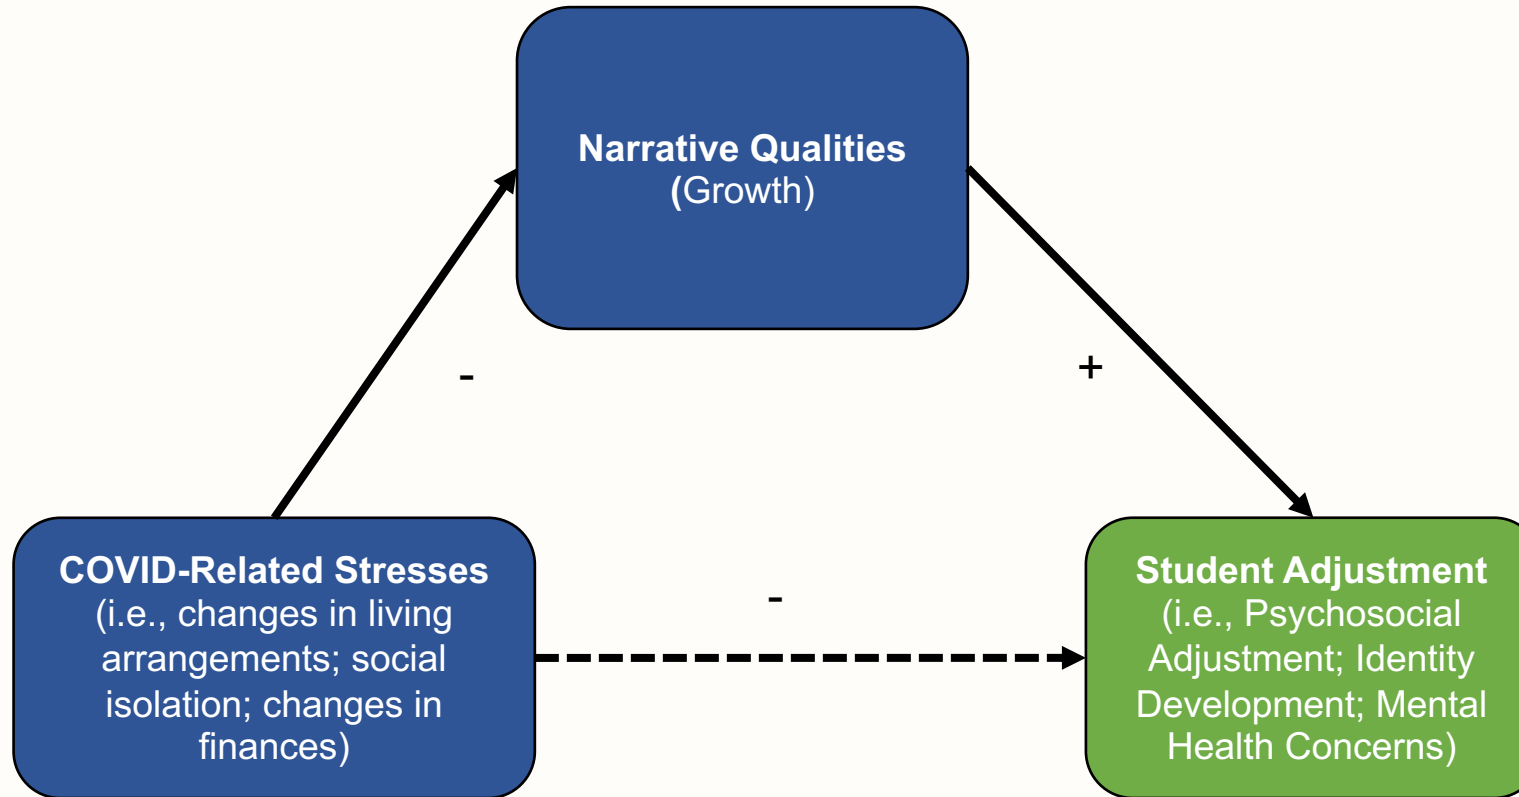 Narrative Qualities
(Growth)
-
+
COVID-Related Stresses
(i.e., changes in living
arrangements; social
isolation; changes in
finances)
-
Student Adjustment
(i.e., Psychosocial
Adjustment; Identity
Development; Mental
Health Concerns)